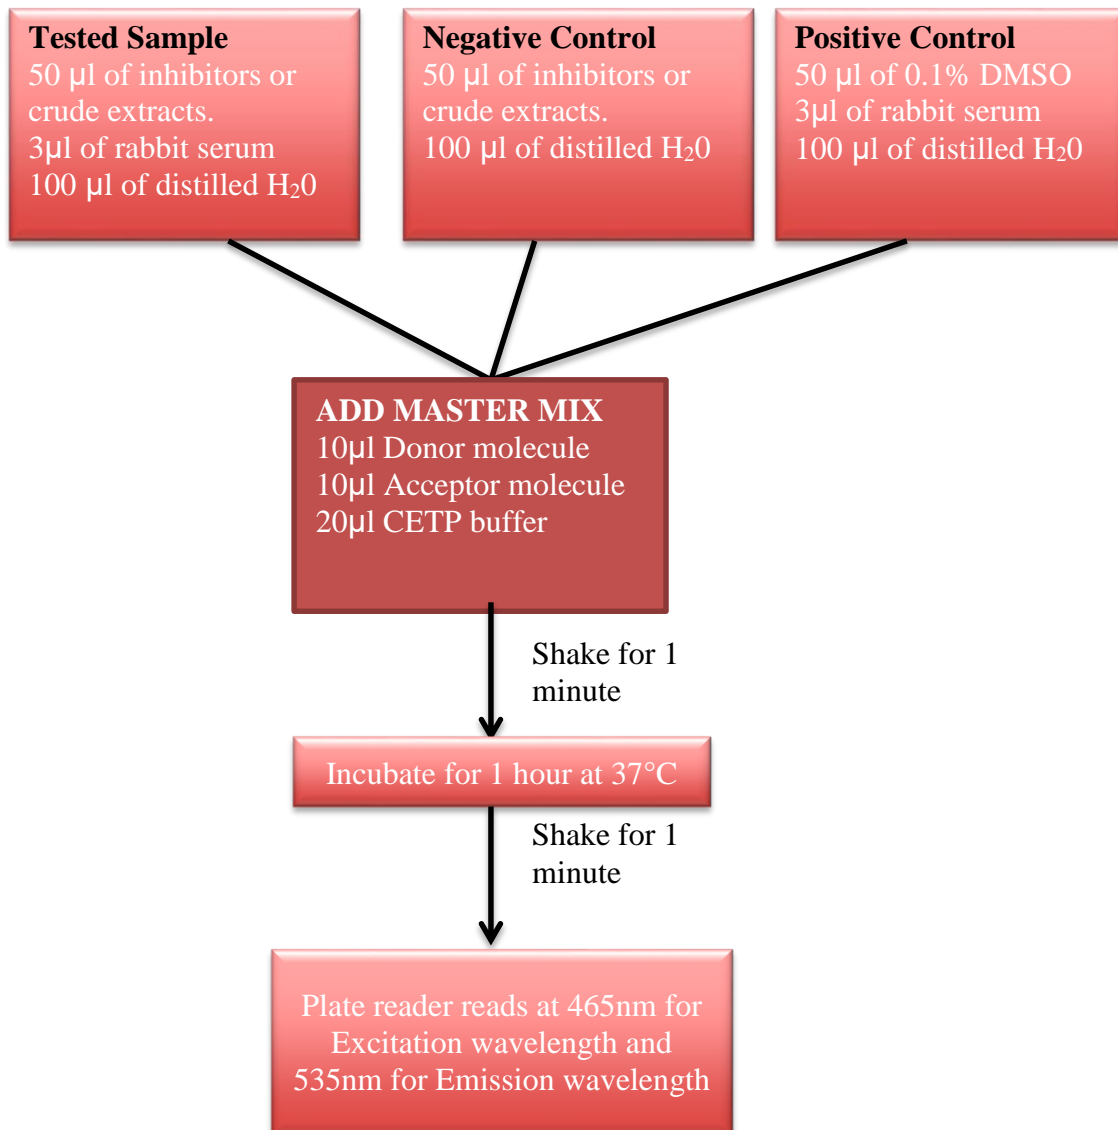 Tested Sample
50 µl of inhibitors or
crude extracts.
3µl of rabbit serum
100 µl of distilled H₂0
Negative Control
50 µl of inhibitors or
crude extracts.
100 µl of distilled H₂0
Positive Control
50 µl of 0.1% DMSO
3µl of rabbit serum
100 µl of distilled H₂0
ADD MASTER MIX
10µl Donor molecule
10µl Acceptor molecule
20µl CETP buffer
Shake for 1
minute
Incubate for 1 hour at 37°C
Shake for 1
minute
Plate reader reads at 465nm for
Excitation wavelength and
535nm for Emission wavelength